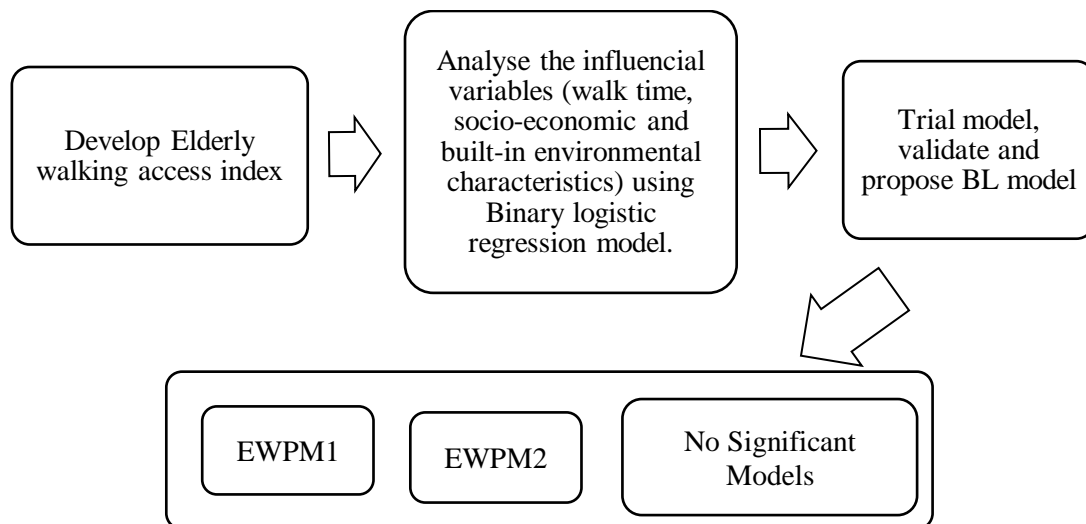 Develop Elderly
walking access index
Analyse the influencial
variables (walk time,
socio-economic and
built-in environmental
characteristics) using
Binary logistic
regression model.
Trial model,
validate and
propose BL model
EWPM1
EWPM2
No Significant
Models